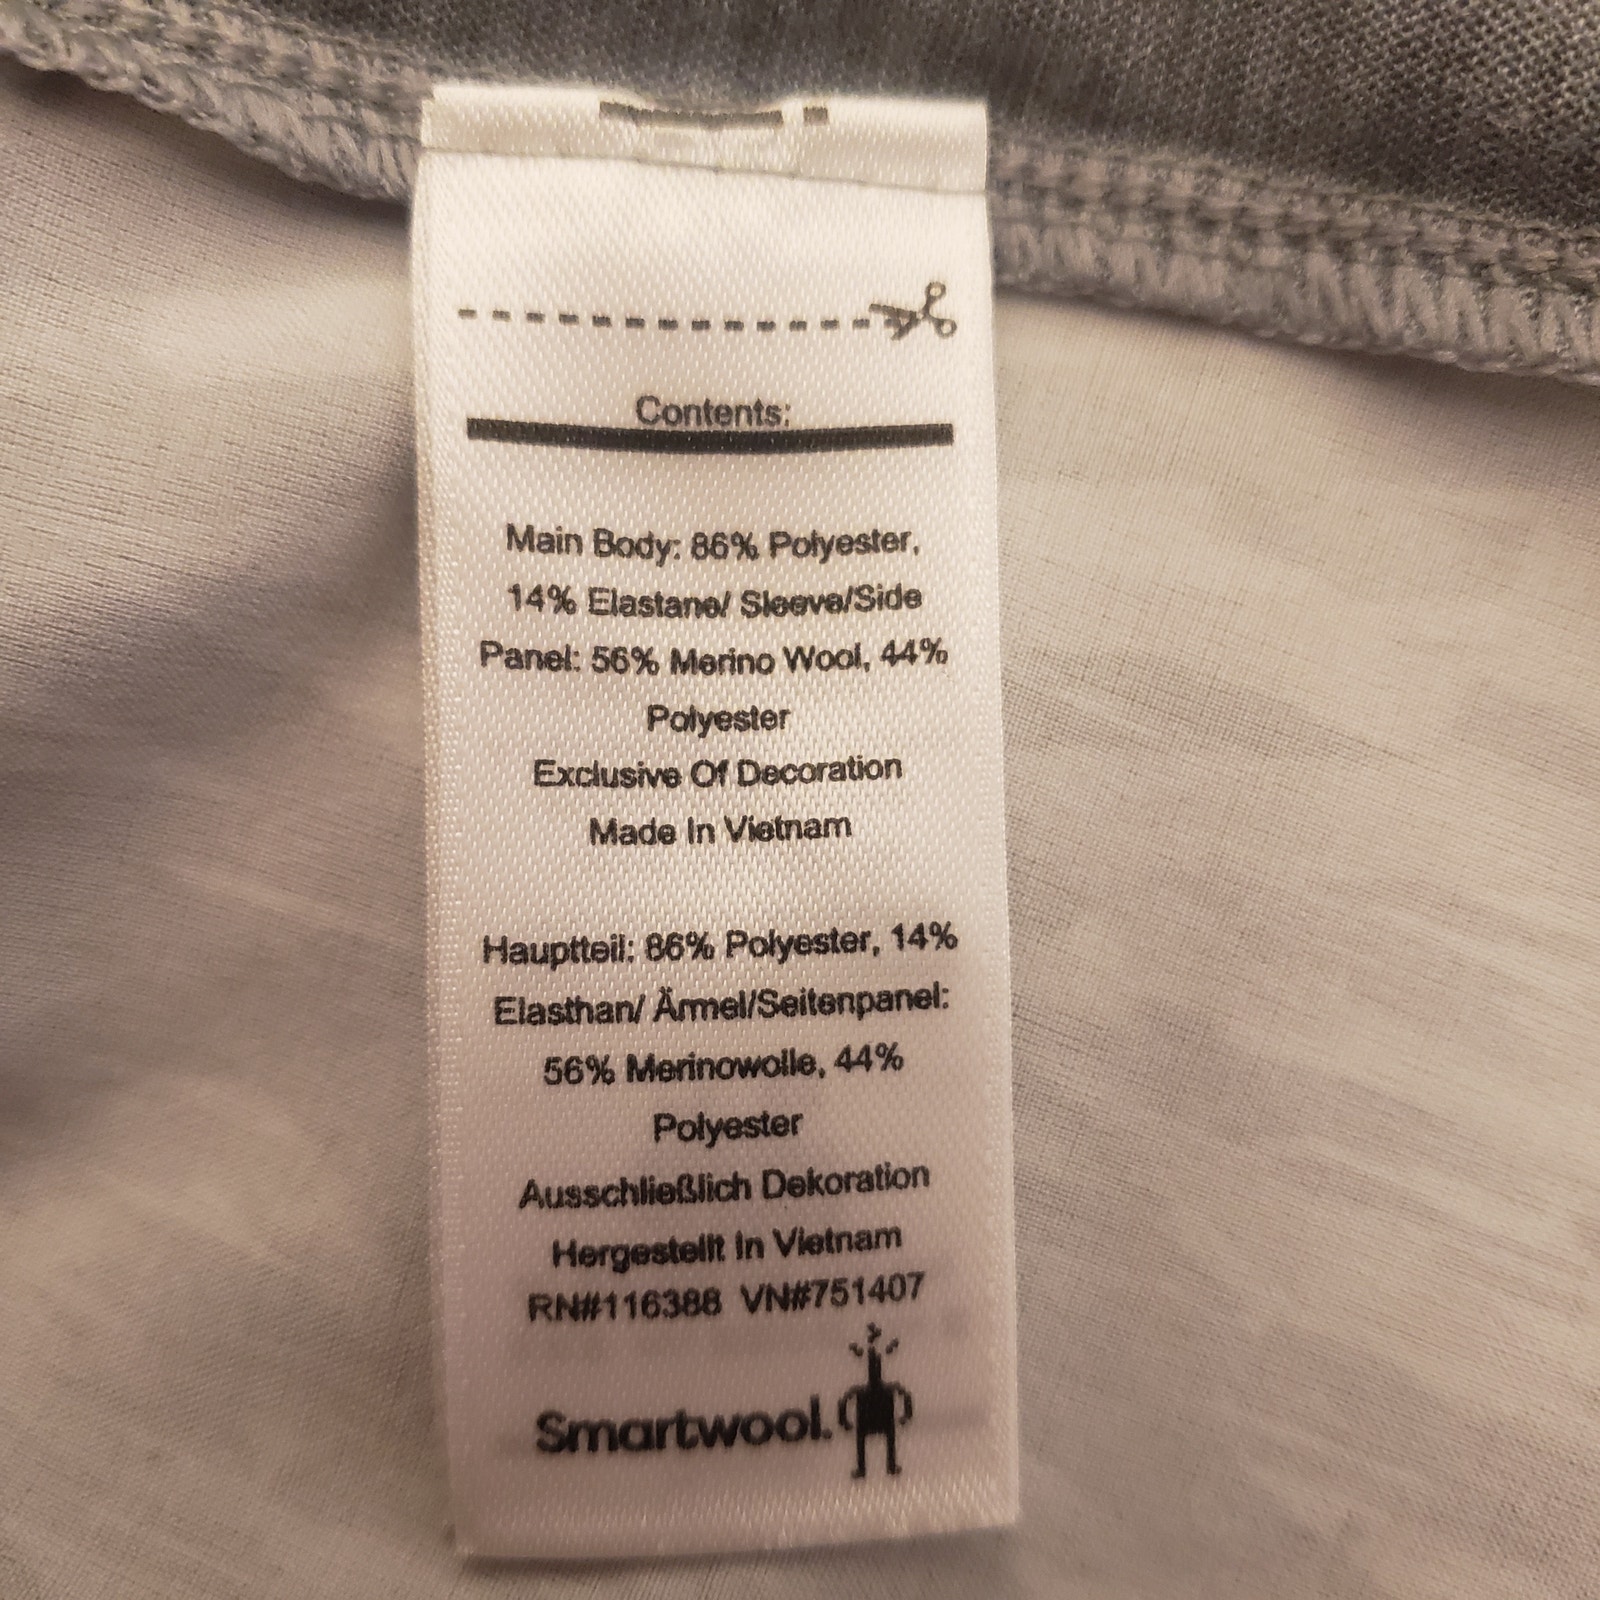 Contents:
Main Body: 86% Polyester,
14% Elastane/ Sleeve/Side
Panel: 56% Merino Wool, 44%
Polyester
Exclusive Of Decoration
Made In Vietnam
Hauptteil: 86% Polyester, 14%
Elasthan/ Ärmel/Seitenpanel:
56% Merinowolle, 44%
Polyester
Ausschließlich Dekoration
Hergestellt In Vietnam
RN#116388 VN#751407
Smartwool.